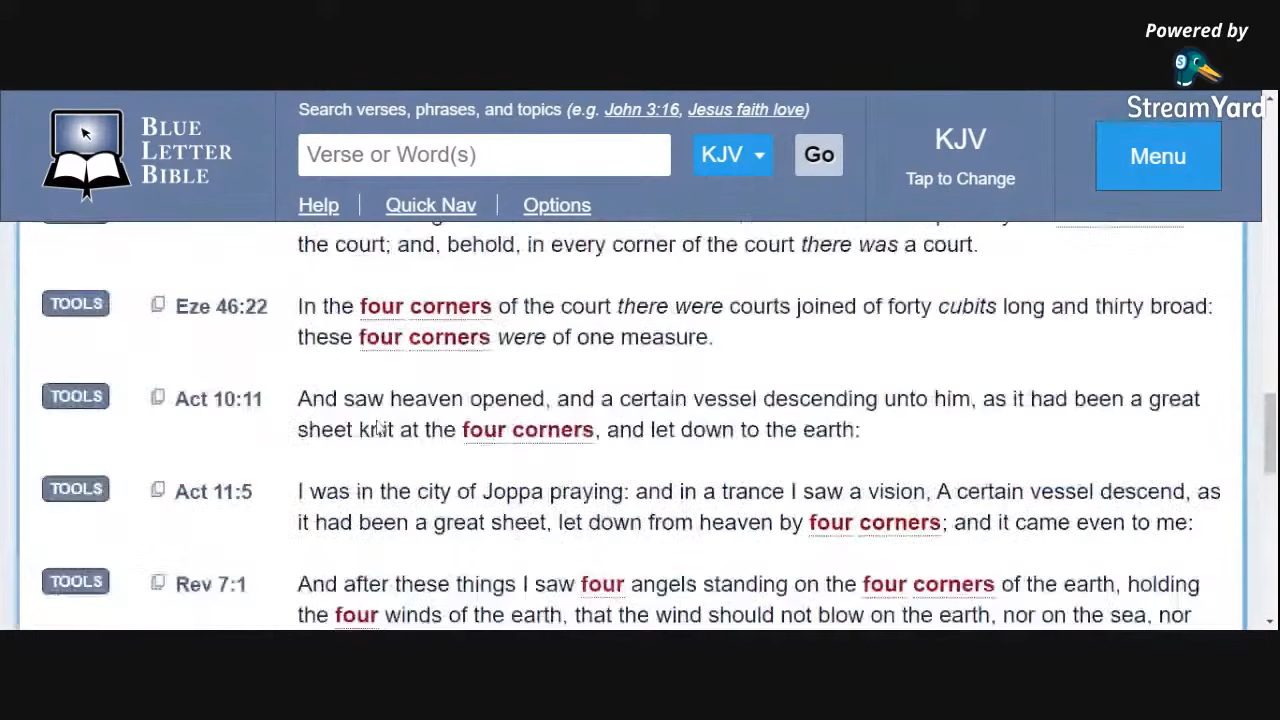 Powered by
StreamYard
BLUE
LETTER
BIBLE
Search verses, phrases, and topics (e.g. John 3:16, Jesus faith love)
Verse or Word(s)
KJV
Go
KJV
Tap to Change
Menu
Help
Quick Nav
Options
the court; and, behold, in every corner of the court there was a court.
TOOLS
Eze 46:22
In the four corners of the court there were courts joined of forty cubits long and thirty broad:
these four corners were of one measure.
TOOLS
Act 10:11
And saw heaven opened, and a certain vessel descending unto him, as it had been a great
sheet knit at the four corners, and let down to the earth:
TOOLS
Act 11:5
I was in the city of Joppa praying: and in a trance I saw a vision, A certain vessel descend, as
it had been a great sheet, let down from heaven by four corners; and it came even to me:
TOOLS
Rev 7:1
And after these things I saw four angels standing on the four corners of the earth, holding
the four winds of the earth, that the wind should not blow on the earth, nor on the sea, nor